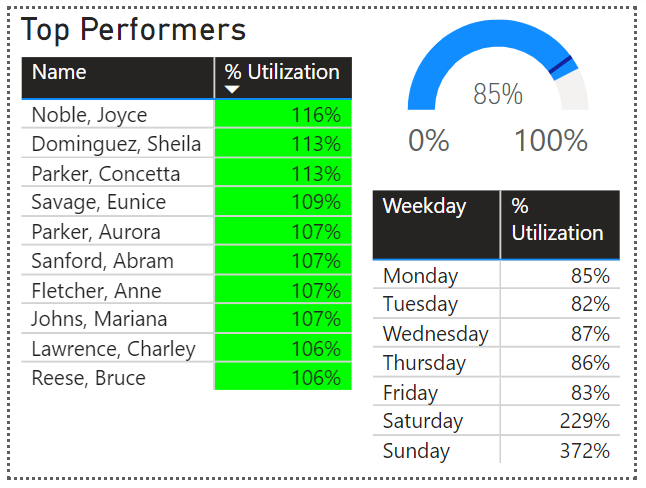 Top Performers
Name % Utilization
Noble, Joyce 116%
Dominguez, Sheila 113%
Parker, Concetta 113%
Savage, Eunice 109%
Parker, Aurora 107%
Sanford, Abram 107%
Fletcher, Anne 107%
Johns, Mariana 107%
Lawrence, Charley 106%
Reese, Bruce 106%
85%
0% 100%
Weekday %
Utilization
Monday 85%
Tuesday 82%
Wednesday 87%
Thursday 86%
Friday 83%
Saturday 229%
Sunday 372%